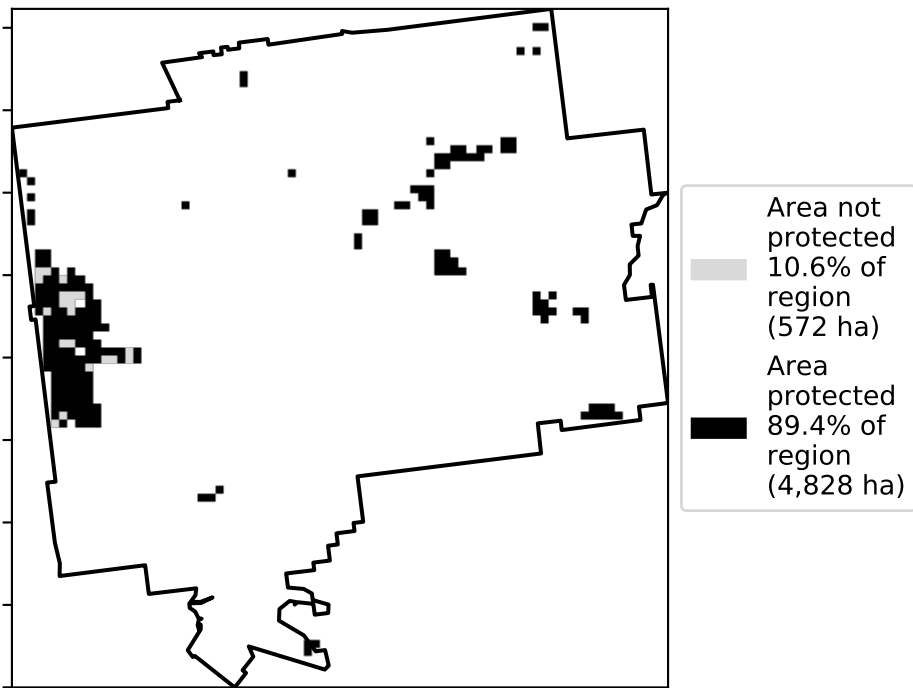 Area not
protected
10.6% of
region
(572 ha)
Area
protected
89.4% of
region
(4,828 ha)